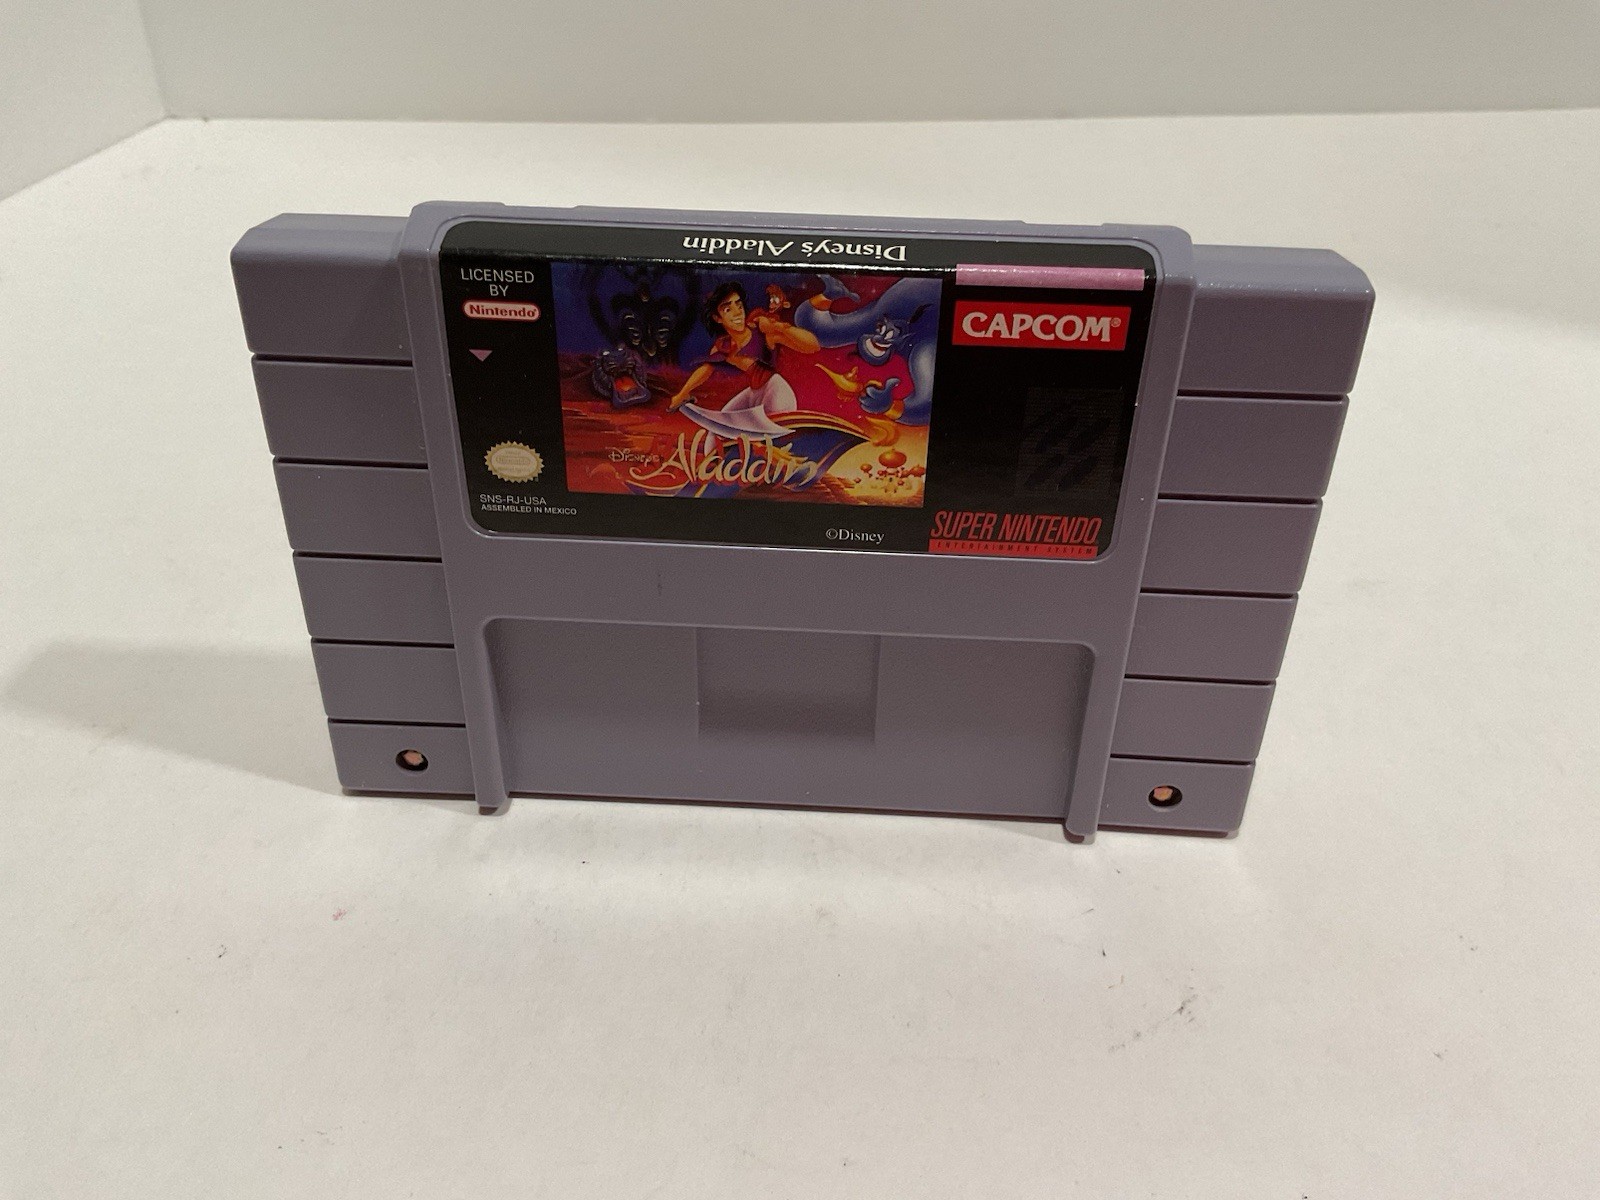 Disney's Aladdin
LICENSED
BY
Nintendo
CAPCOM®
Disney's
Aladdin
SNS-RJ-USA
ASSEMBLED IN MEXICO
©Disney
SUPER NINTENDO
ENTERTAINMENT SYSTEM